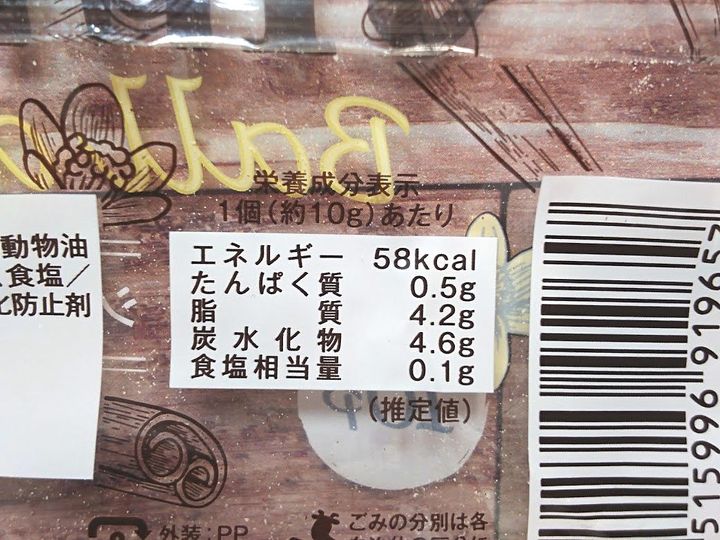 Ball
栄養成分表示
1個(約10g)あたり
エネルギー 58kcal
たんぱく質 0.5g
脂質 4.2g
炭水化物 4.6g
食塩相当量 0.1g
(推定値)
動物油
、食塩/
化防止剤
外装:PP
ごみの分別は各
515996 919657